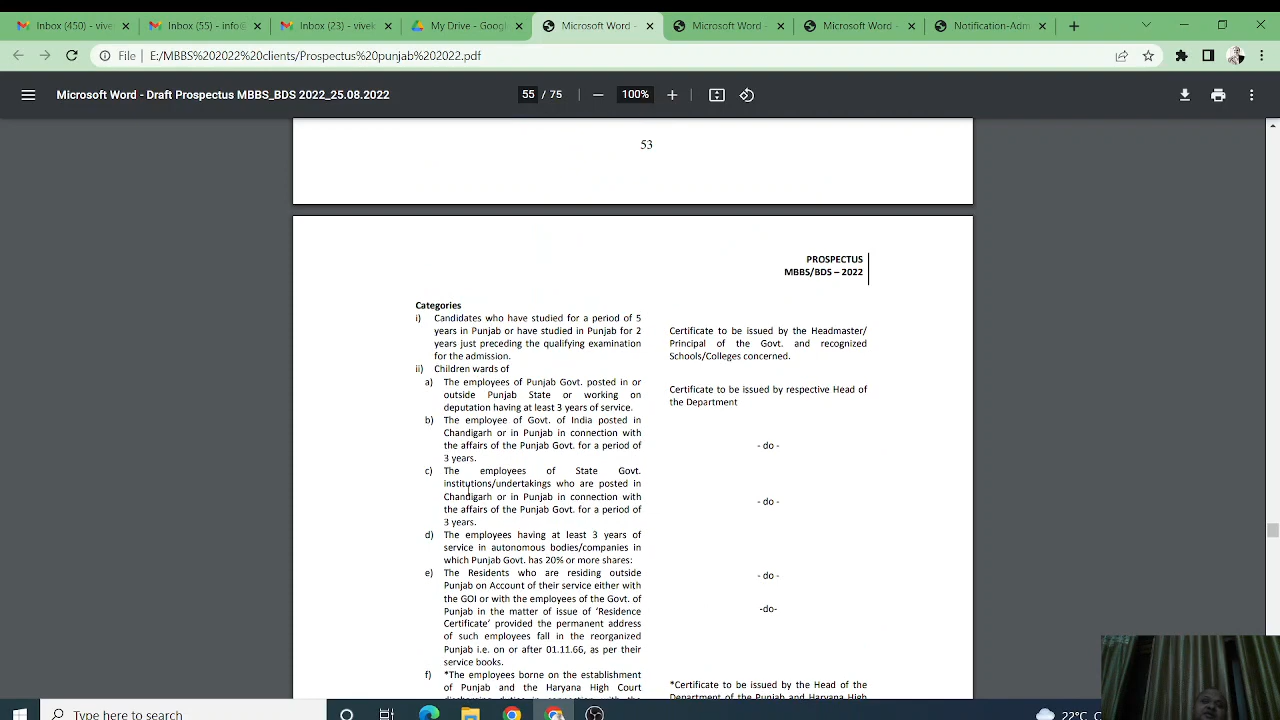 Inbox (450) - vive
Inbox (55) - info@
Inbox (23) - vivek
My Drive - Googl
Microsoft Word -
Microsoft Word -
Microsoft Word -
Notification-Adm
File
E:/MBBS%202022%20clients/Prospectus%20punjab%202022.pdf
Microsoft Word - Draft Prospectus MBBS_BDS 2022_25.08.2022
55 / 75
100%
53
PROSPECTUS
MBBS/BDS – 2022
Categories
i) Candidates who have studied for a period of 5
years in Punjab or have studied in Punjab for 2
years just preceding the qualifying examination
for the admission.
Certificate to be issued by the Headmaster/
Principal of the Govt. and recognized
Schools/Colleges concerned.
ii) Children wards of
a) The employees of Punjab Govt. posted in or
outside Punjab State or working on
deputation having at least 3 years of service.
Certificate to be issued by respective Head of
the Department
b) The employee of Govt. of India posted in
Chandigarh or in Punjab in connection with
the affairs of the Punjab Govt. for a period of
3 years.
- do -
c) The employees of State Govt.
institutions/undertakings who are posted in
Chandigarh or in Punjab in connection with
the affairs of the Punjab Govt. for a period of
3 years.
- do -
d) The employees having at least 3 years of
service in autonomous bodies/companies in
which Punjab Govt. has 20% or more shares:
- do -
e) The Residents who are residing outside
Punjab on Account of their service either with
the GOI or with the employees of the Govt. of
Punjab in the matter of issue of ‘Residence
Certificate’ provided the permanent address
of such employees fall in the reorganized
Punjab i.e. on or after 01.11.66, as per their
service books.
-do-
f) *The employees borne on the establishment
of Punjab and the Haryana High Court
*Certificate to be issued by the Head of the
Department of the Punjab and Haryana High
Type here to search
22°C